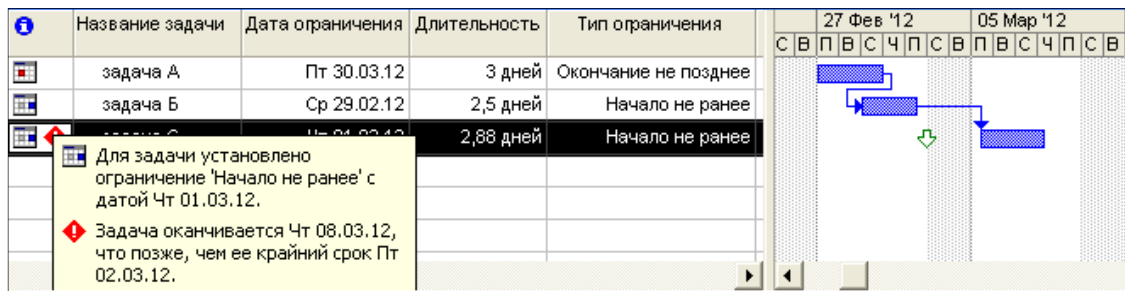 Название задачи Дата ограничения Длительность Тип ограничения 27 Фев '12 05 Мар '12
С В П В С Ч П С В П В С Ч П С В
задача А Пт 30.03.12 3 дней Окончание не позднее
задача Б Ср 29.02.12 2,5 дней Начало не ранее
2,88 дней Начало не ранее
Для задачи установлено
ограничение 'Начало не ранее' с
датой Чт 01.03.12.
Задача оканчивается Чт 08.03.12,
что позже, чем ее крайний срок Пт
02.03.12.